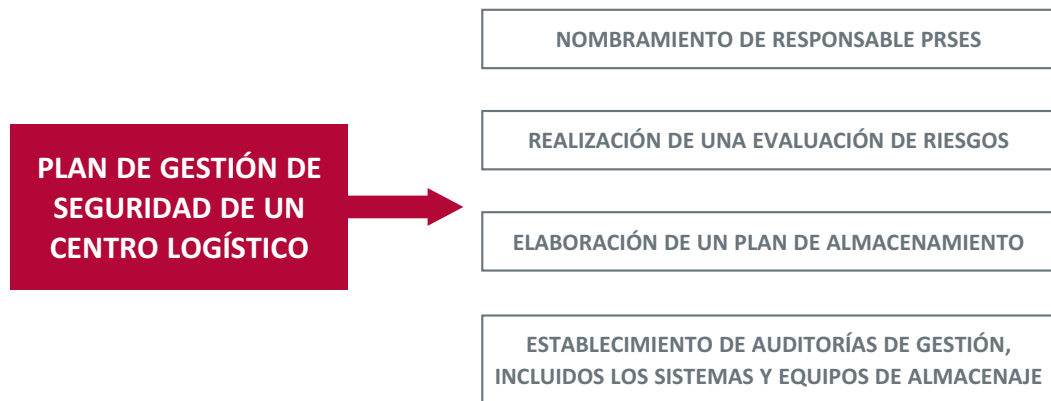 NOMBRAMIENTO DE RESPONSABLE PRSES
REALIZACIÓN DE UNA EVALUACIÓN DE RIESGOS
PLAN DE GESTIÓN DE
SEGURIDAD DE UN
CENTRO LOGÍSTICO
ELABORACIÓN DE UN PLAN DE ALMACENAMIENTO
ESTABLECIMIENTO DE AUDITORÍAS DE GESTIÓN,
INCLUIDOS LOS SISTEMAS Y EQUIPOS DE ALMACENAJE